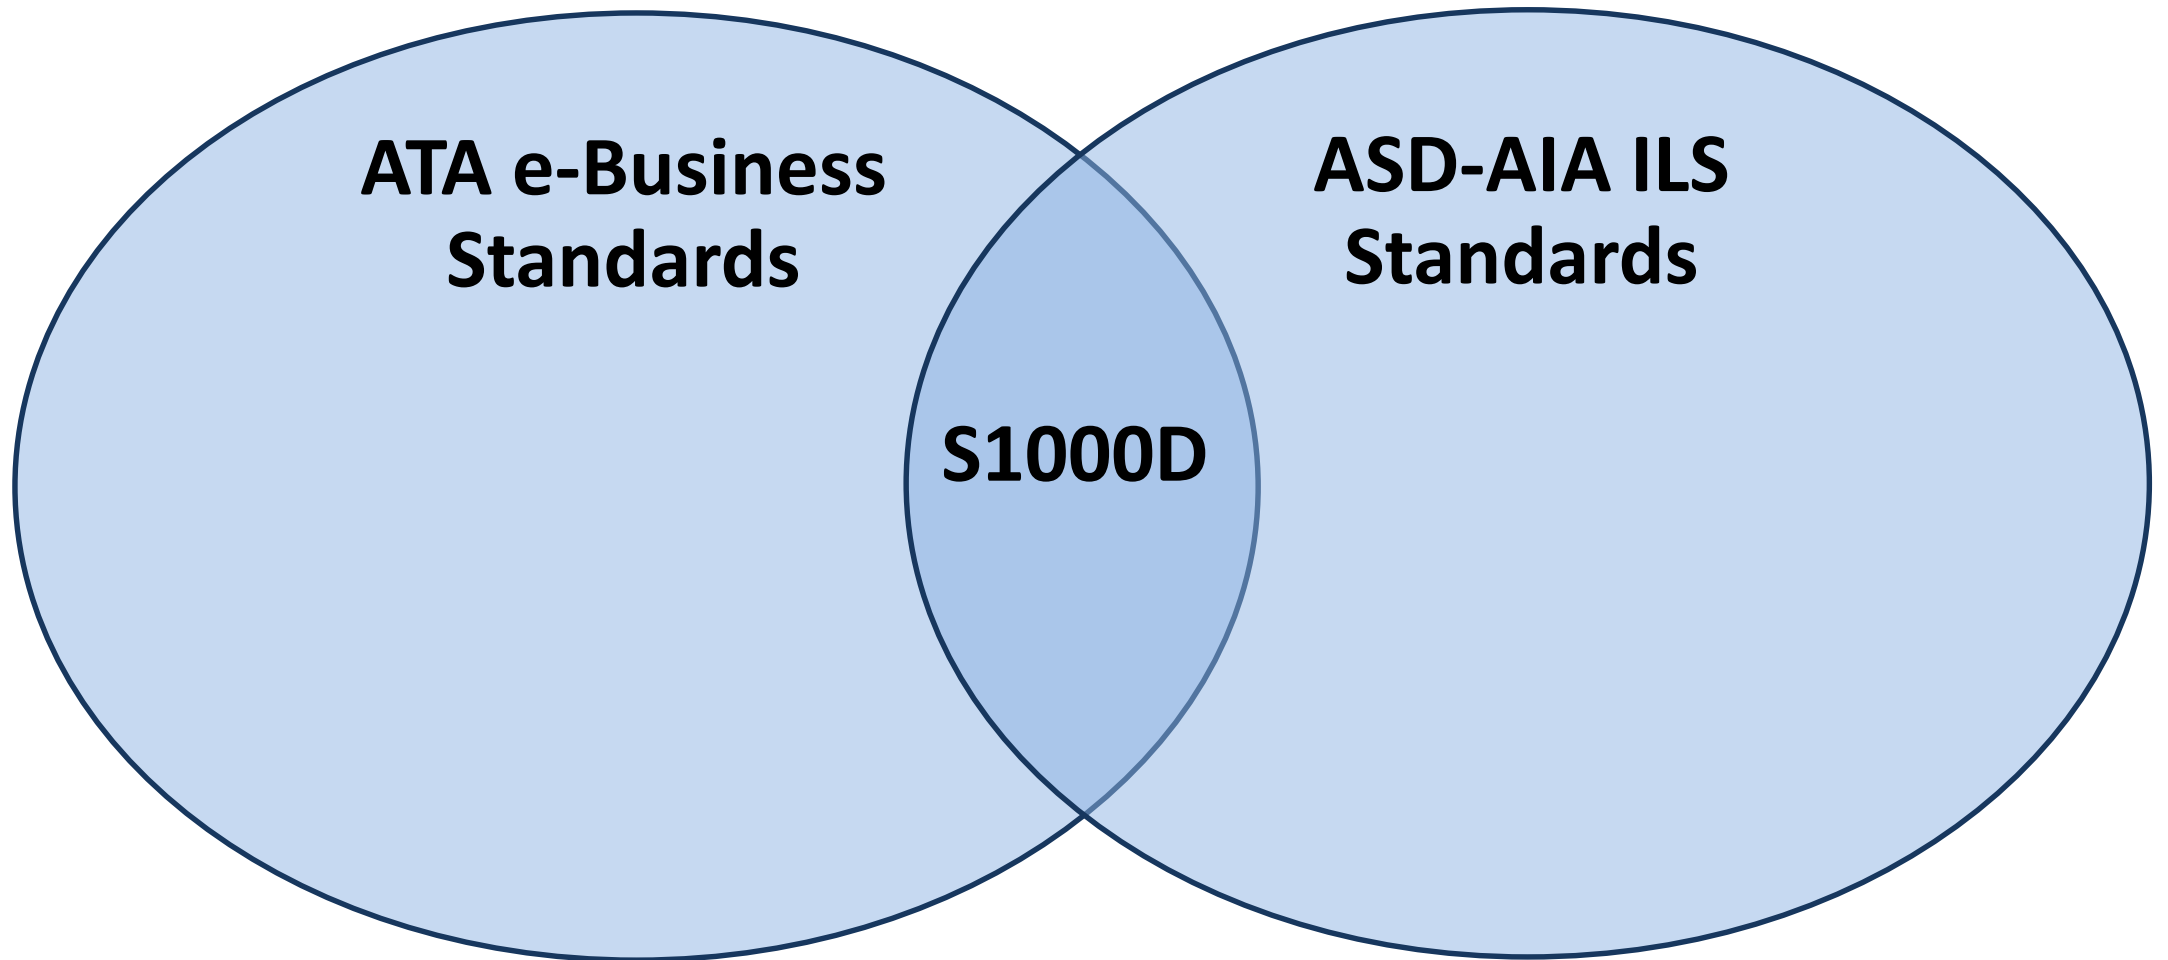 ATA e-Business
Standards
ASD-AIA ILS
Standards
S1000D